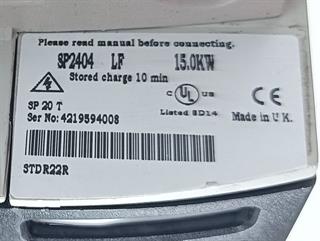 Please read manual before connecting.
SP2404 LF 15.0KW
Stored charge 10 min
C UL US
SP 20 T
Ser No: 4219594008
Listed 8D14
CE
Made in U.K.
STDR22R